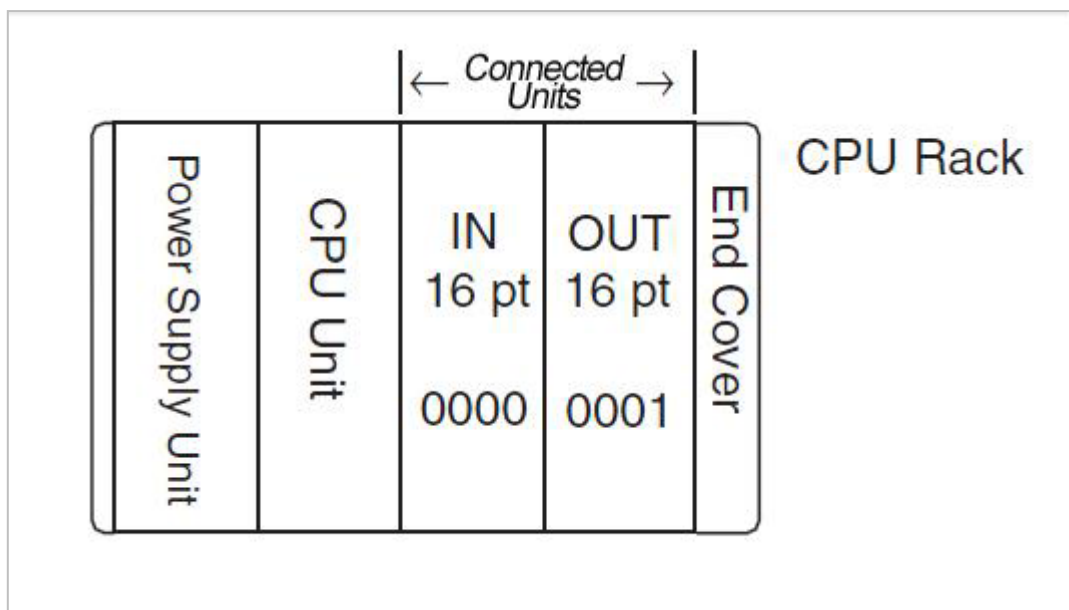 ← Connected →
Units
CPU Rack
Power Supply Unit
CPU Unit
IN
16 pt
0000
OUT
16 pt
0001
End Cover